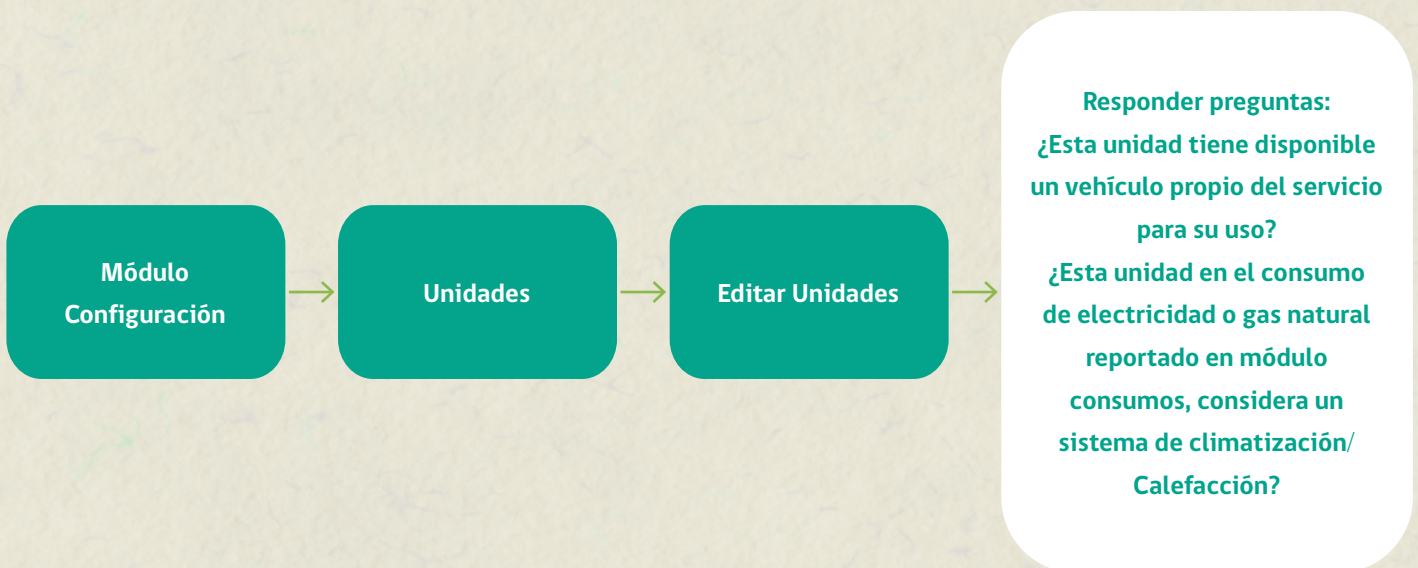 Módulo
Configuración
Unidades
Editar Unidades
Responder preguntas:
¿Esta unidad tiene disponible
un vehículo propio del servicio
para su uso?
¿Esta unidad en el consumo
de electricidad o gas natural
reportado en módulo
consumos, considera un
sistema de climatización/
Calefacción?